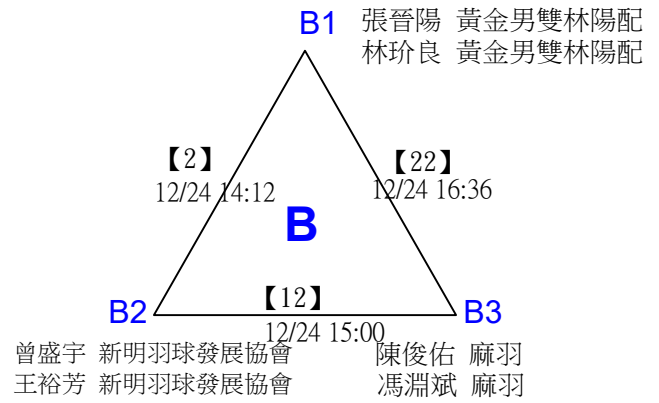 B1
張晉陽 黃金男雙林陽配
林玠良 黃金男雙林陽配
【2】
12/24 14:12
【22】
12/24 16:36
B
【12】
12/24 15:00
B2
B3
曾盛宇 新明羽球發展協會
王裕芳 新明羽球發展協會
陳俊佑 麻羽
馮淵斌 麻羽